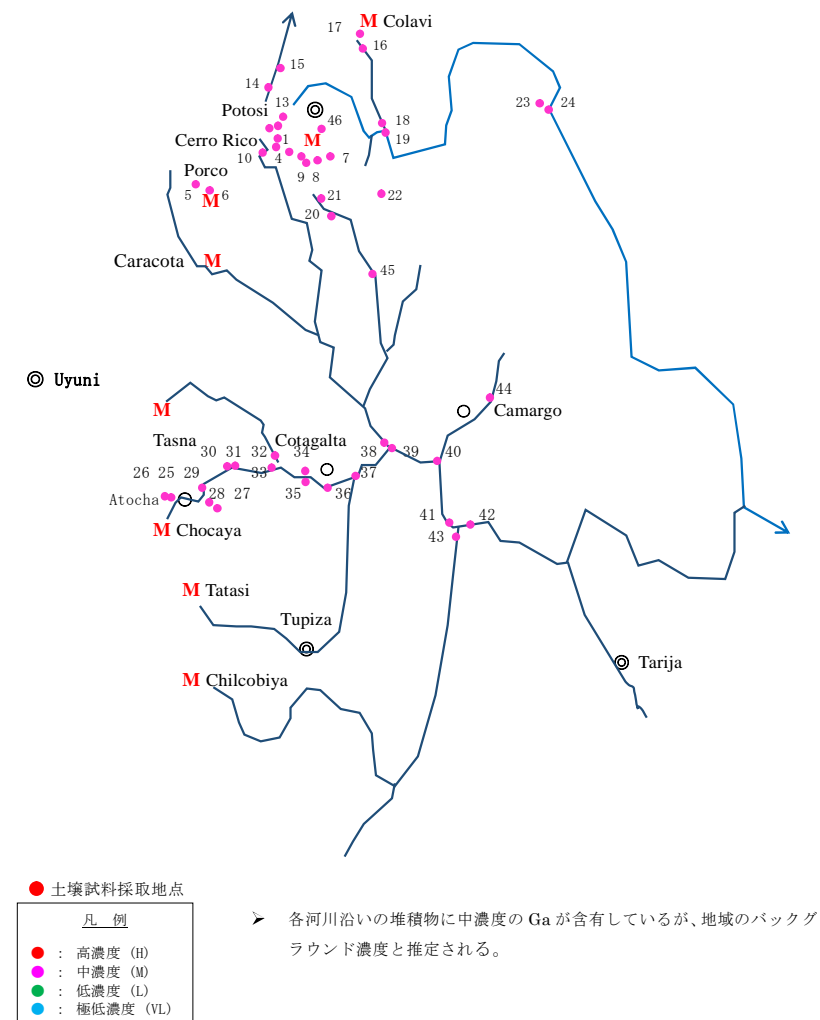 17
M Colavi
16
15
14
13
Potosi
46
18
23
24
Cerro Rico
1
M
19
10
4
7
9
8
Porco
5
6
M
21
22
20
Caracota
M
45
Uyuni
44
M
Camargo
Tasna
Cotagalta
30
31
32
34
38
39
40
26
25
29
33
37
Atocha
28
27
35
36
M Chocaya
41
42
43
M Tatasi
Tupiza
Tarija
M Chilcobiya
土壌試料採取地点
凡 例
: 高濃度 (H)
: 中濃度 (M)
: 低濃度 (L)
: 極低濃度 (VL)
➢ 各河川沿いの堆積物に中濃度の Ga が含有しているが、地域のバックグ
ラウンド濃度と推定される。